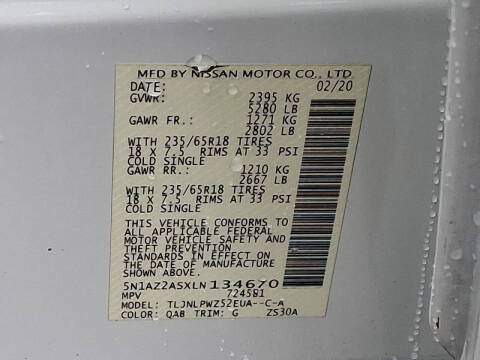 MFD BY NISSAN MOTOR CO., LTD.
DATE: 02/20
GVWR: 2395 KG
5280 LB
GAWR FR.: 1271 KG
2802 LB
WITH 235/65R18 TIRES
18 X 7.5 RIMS AT 33 PSI
COLD SINGLE
GAWR RR.: 1210 KG
2667 LB
WITH 235/65R18 TIRES
18 X 7.5 RIMS AT 33 PSI
COLD SINGLE
THIS VEHICLE CONFORMS TO
ALL APPLICABLE FEDERAL
MOTOR VEHICLE SAFETY AND
THEFT PREVENTION
STANDARDS IN EFFECT ON
THE DATE OF MANUFACTURE
SHOWN ABOVE.
5N1AZ2ASXLN134670
MPV 724581
MODEL: TLJNLPWZ52EUA--C-A
COLOR: QAB TRIM: G ZS30A